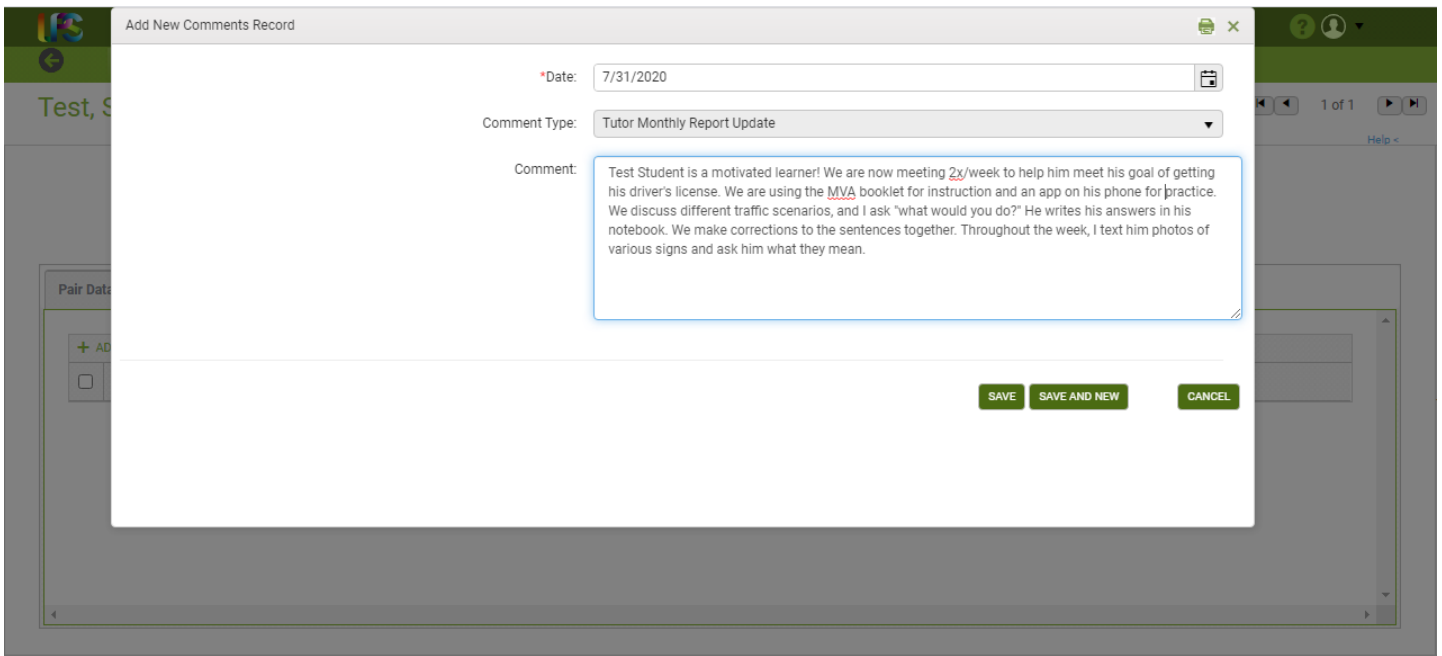 LFS
Add New Comments Record
?
Test, S
1 of 1
Help <
*Date:
7/31/2020
Comment Type:
Tutor Monthly Report Update
Comment:
Test Student is a motivated learner! We are now meeting 2x/week to help him meet his goal of getting
his driver's license. We are using the MVA booklet for instruction and an app on his phone for practice.
We discuss different traffic scenarios, and I ask "what would you do?" He writes his answers in his
notebook. We make corrections to the sentences together. Throughout the week, I text him photos of
various signs and ask him what they mean.
Pair Data
+ AD
SAVE
SAVE AND NEW
CANCEL